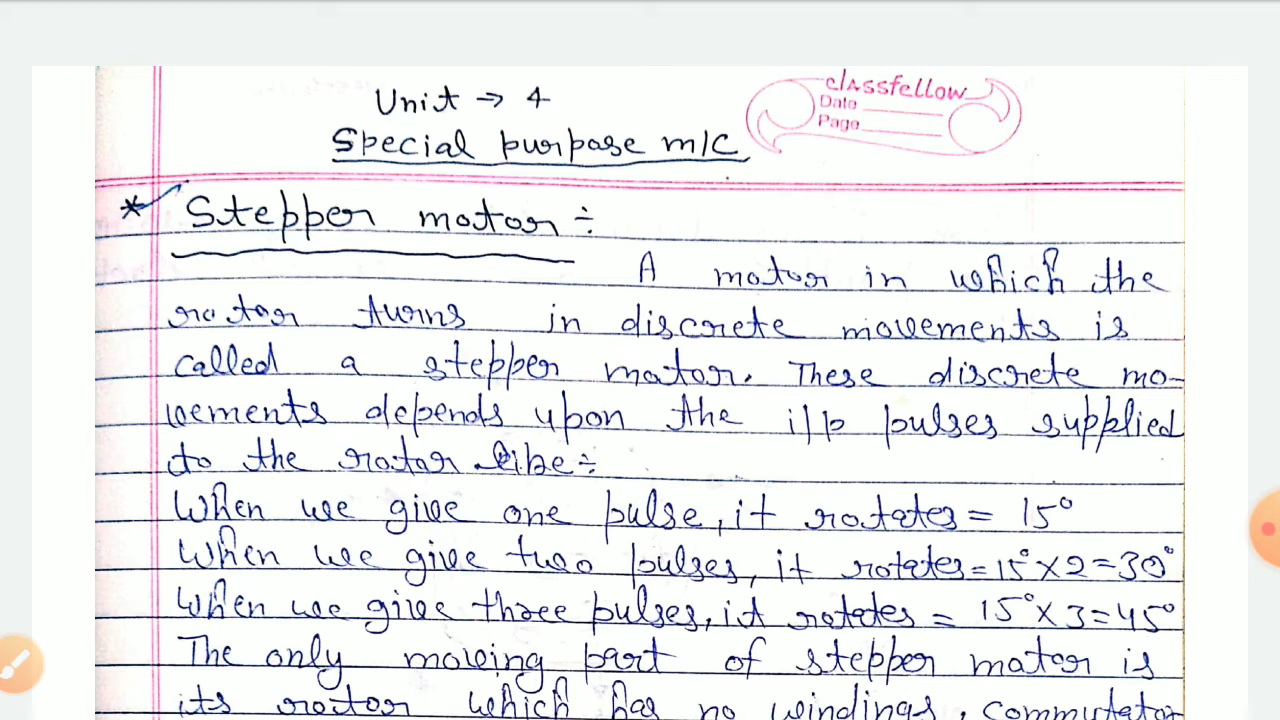 Unit → 4
classfellow
Date
Page
Special purpose m/c
* Stepper motor ÷
A motor in which the
rotor turns in discrete movements is
called a stepper motor. These discrete mo-
vements depends upon the i/p pulses supplied
to the rotor like ÷
When we give one pulse, it rotates = 15°
When we give two pulses, it rotates = 15° × 2 = 30°
When we give three pulses, it rotates = 15° × 3 = 45°
The only moving part of stepper motor is
its rotor which has no windings, commutator